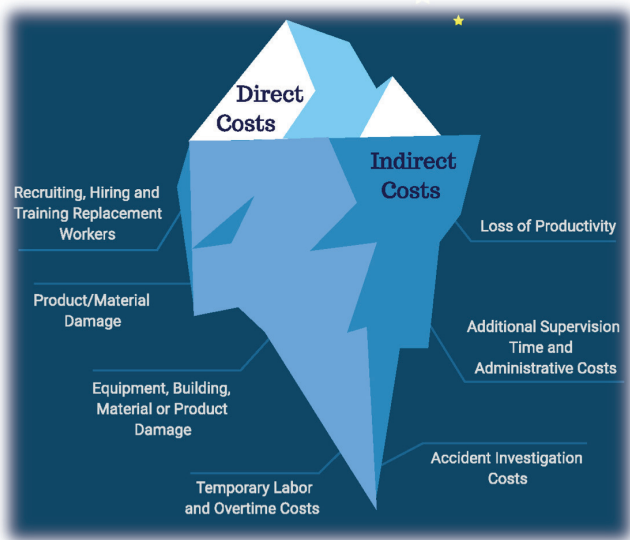 Direct
Costs
Indirect
Costs
Recruiting, Hiring and
Training Replacement
Workers
Loss of Productivity
Product/Material
Damage
Additional Supervision
Time and
Administrative Costs
Equipment, Building,
Material or Product
Damage
Accident Investigation
Costs
Temporary Labor
and Overtime Costs